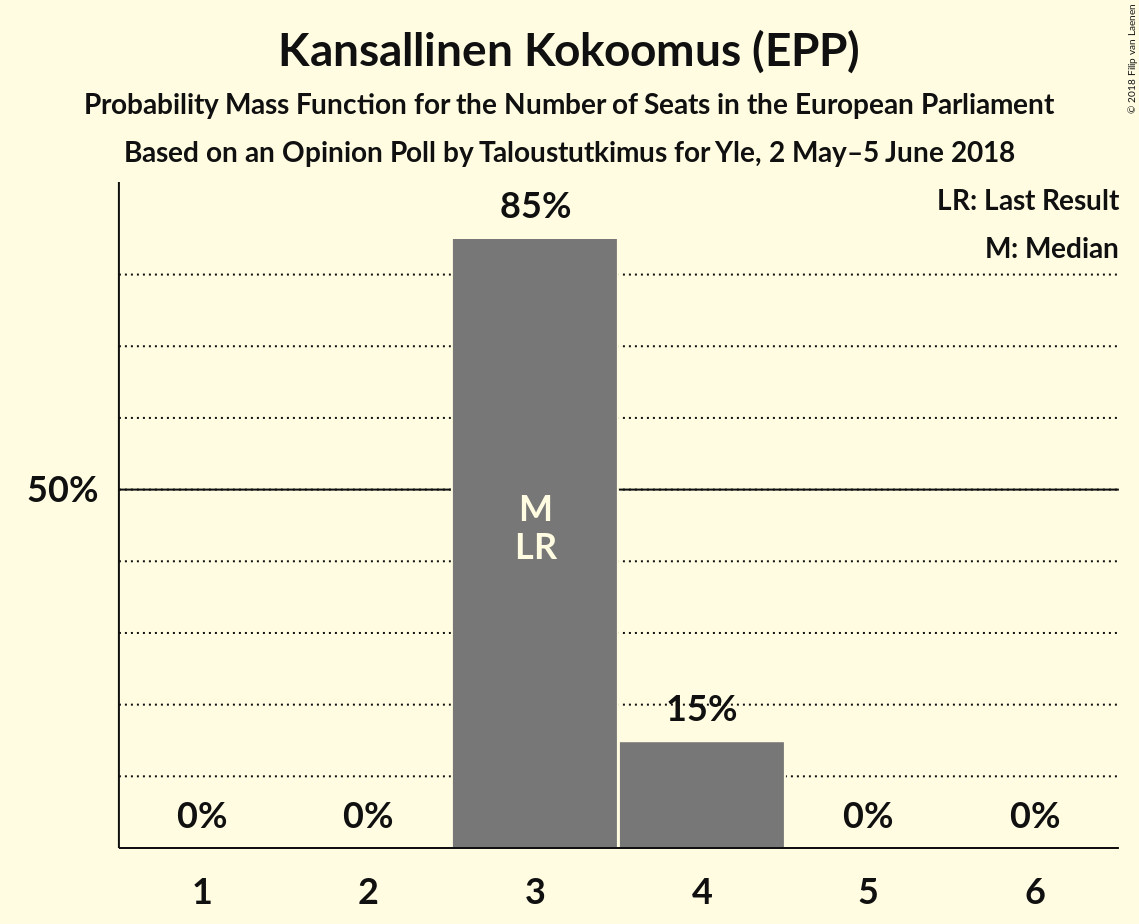 Kansallinen Kokoomus (EPP)
Probability Mass Function for the Number of Seats in the European Parliament
Based on an Opinion Poll by Taloustutkimus for Yle, 2 May–5 June 2018
© 2018 Filip van Laenen
LR: Last Result
M: Median
85%
50%
M
LR
15%
0%
0%
0%
0%
1
2
3
4
5
6